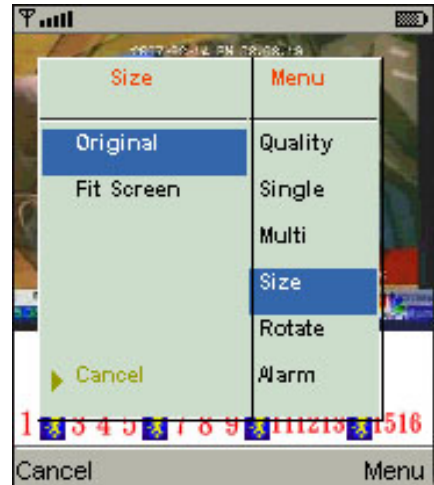 Size
Menu
Original
Fit Screen
Cancel
Quality
Single
Multi
Size
Rotate
Alarm
1 3 4 5 7 8 9 11 12 13 15 16
Cancel
Menu